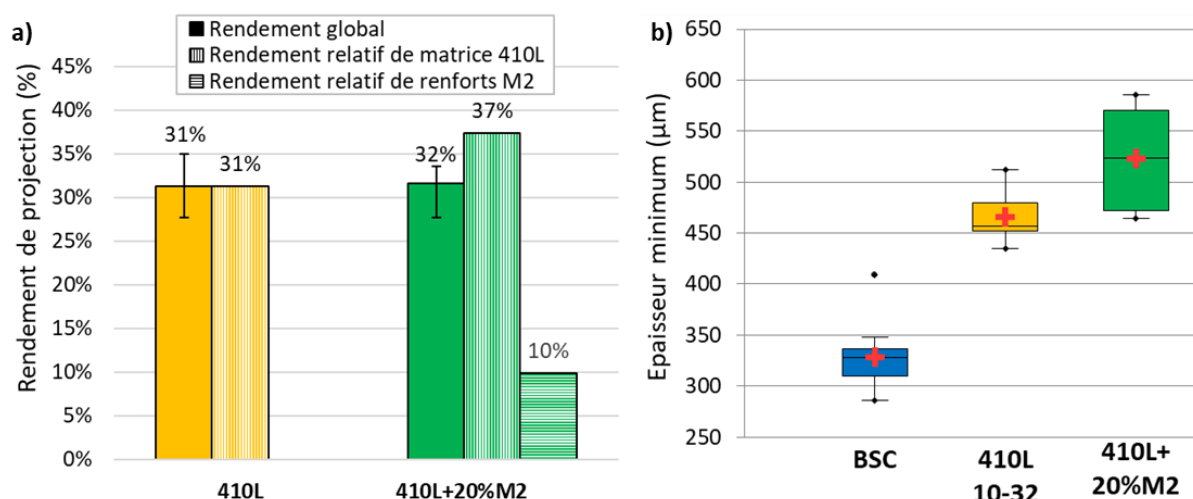 a)
Rendement global
Rendement relatif de matrice 410L
Rendement relatif de renforts M2
Rendement de projection (%)
45%
40%
35%
30%
25%
20%
15%
10%
5%
0%
31%
31%
32%
37%
10%
410L
410L+20%M2
b)
Epaisseur minimum (µm)
650
600
550
500
450
400
350
300
250
BSC
410L
10-32
410L+
20%M2